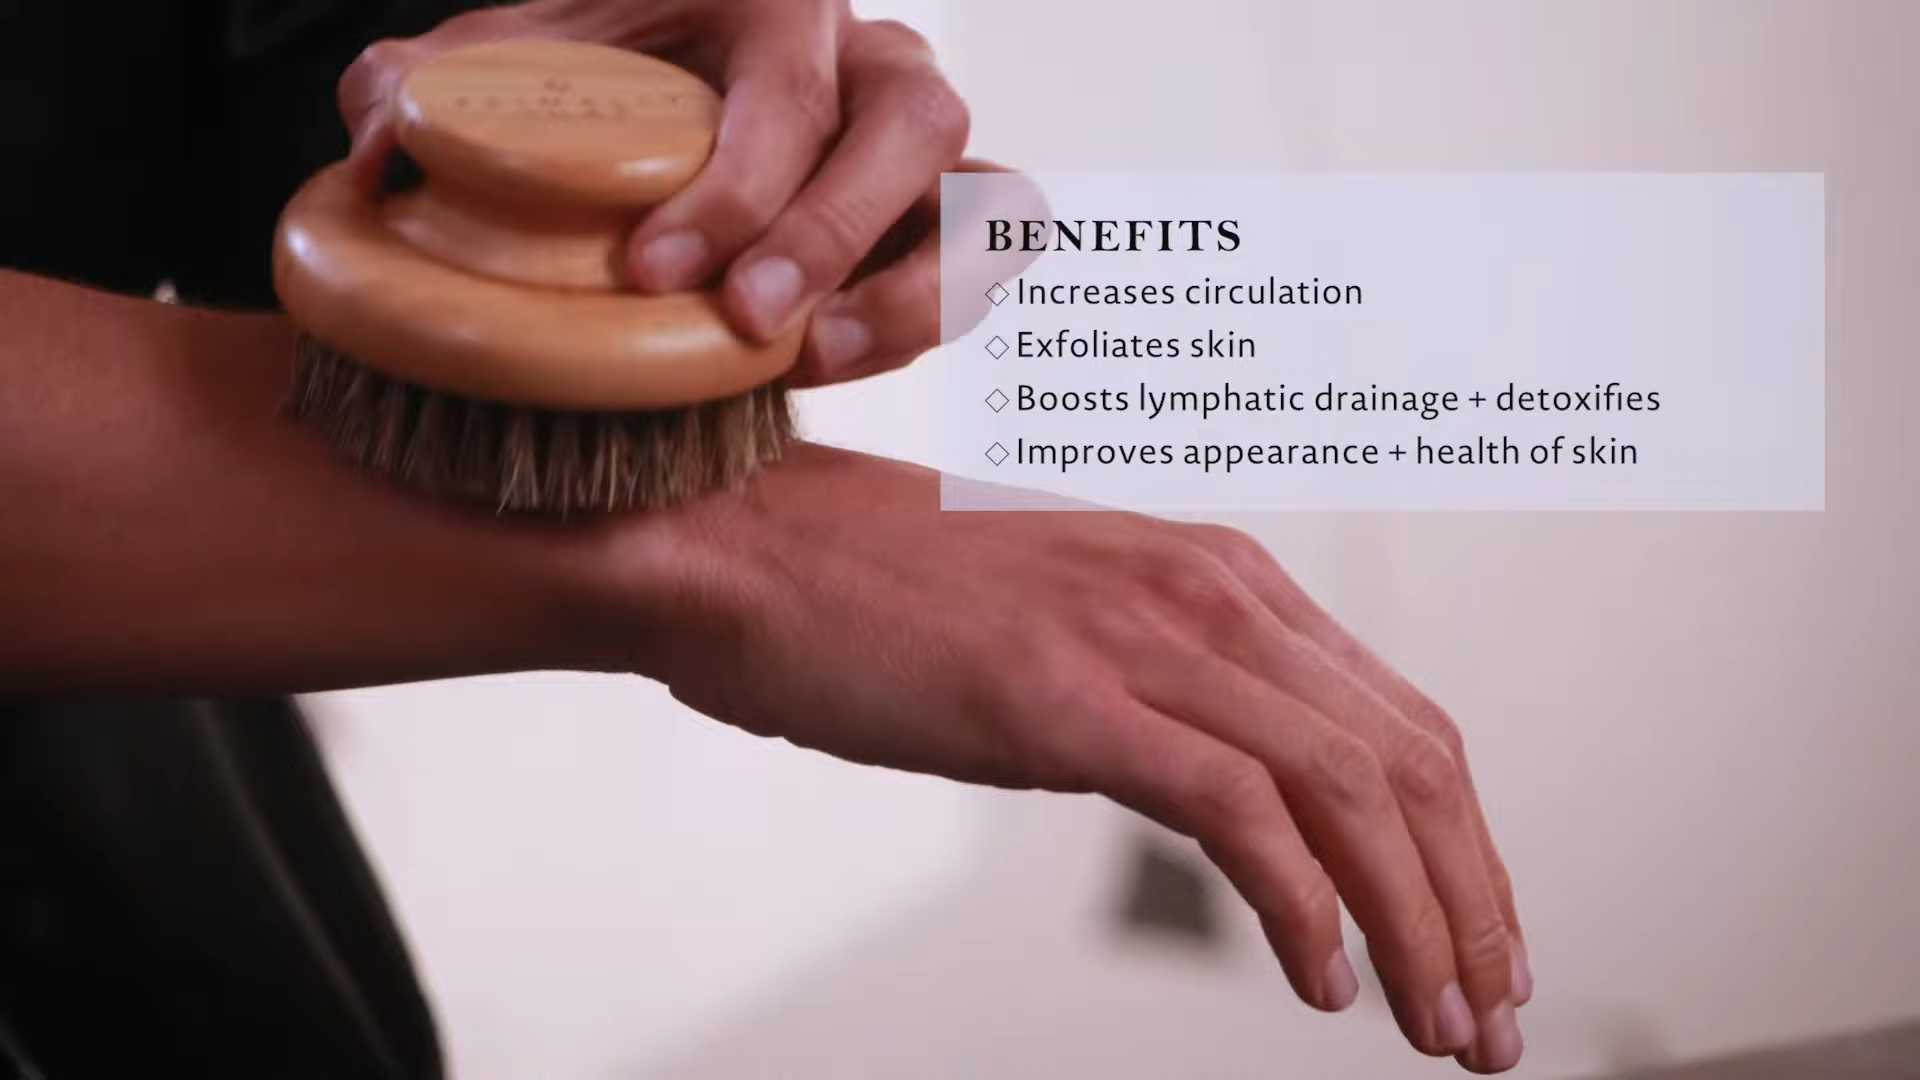 BENEFITS
◇ Increases circulation
◇ Exfoliates skin
◇ Boosts lymphatic drainage + detoxifies
◇ Improves appearance + health of skin